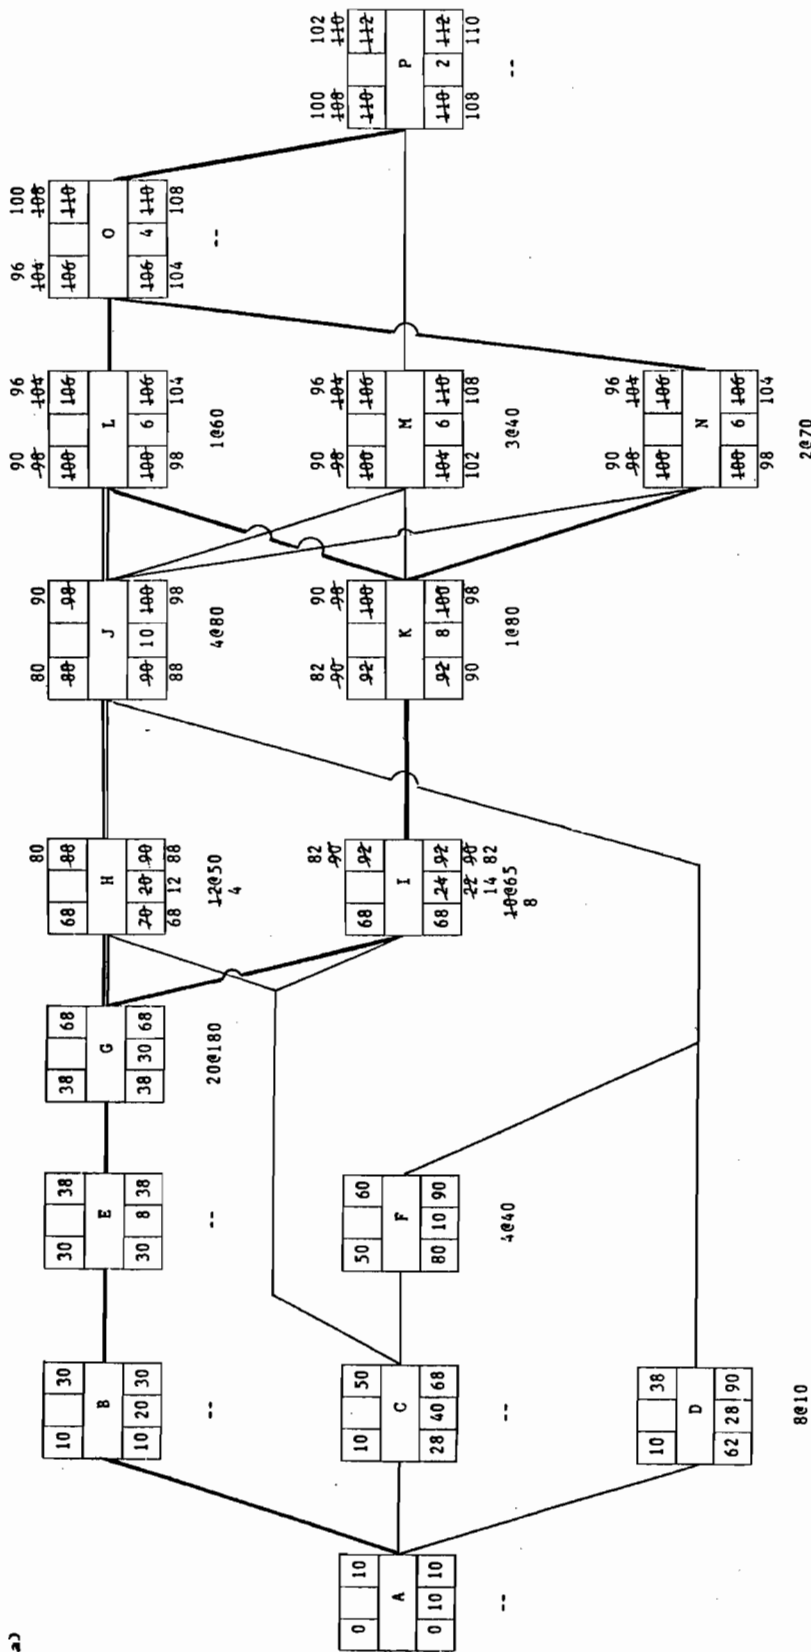 a)
0 10
A
0 10 10
--
10 30
B
10 20 30
--
10 50
C
28 40 68
--
10 38
D
62 28 90
8@10
30 38
E
30 8 38
--
50 60
F
80 10 90
4@40
38 68
G
38 30 68
20@180
80
68 88
H
70 20 90
68 12 88
12@50
4
82
90
68 92
I
68 24 92
22 90
14 82
10@65
8
80 90
88 98
J
90 10 100
88 98
4@80
82 90
90 98
92 100
K
92 8 100
90 98
1@80
90 96
98 104
100 106
L
100 6 106
98 104
1@60
90 96
98 104
100 106
M
104 6 110
102 108
3@40
90 96
98 104
100 106
N
100 6 106
98 104
2@70
96 100
104 108
106 110
O
106 4 110
104 108
--
100 102
108 110
110 112
P
110 2 112
108 110
--